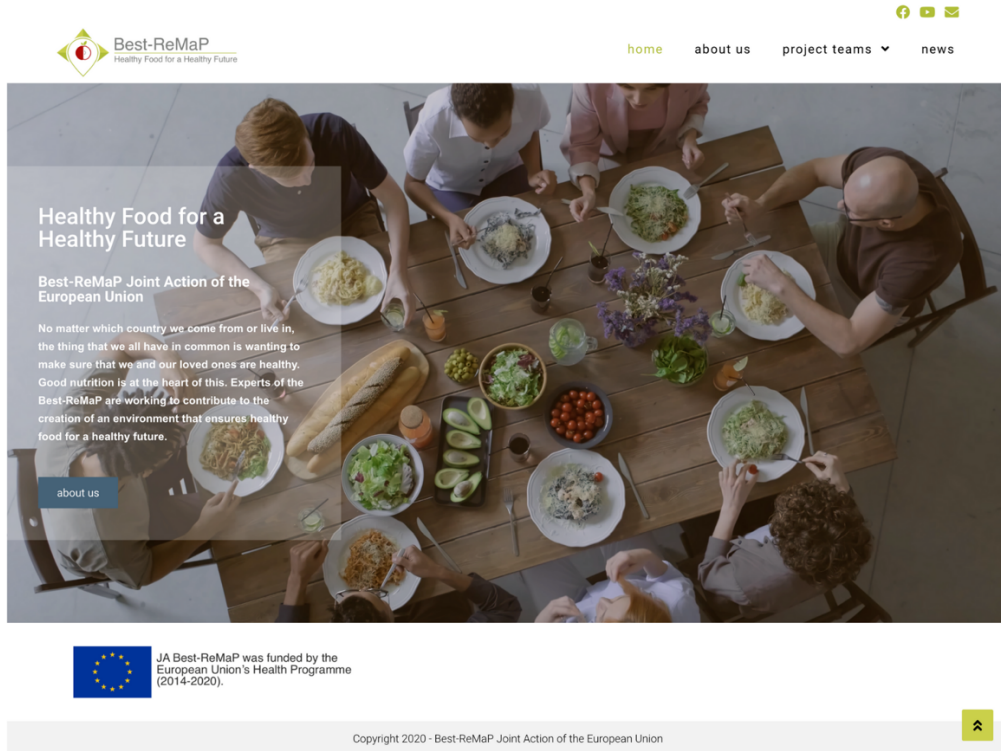 Best-ReMaP
Healthy Food for a Healthy Future
home about us project teams news
Healthy Food for a
Healthy Future
Best-ReMaP Joint Action of the
European Union
No matter which country we come from or live in,
the thing that we all have in common is wanting to
make sure that we and our loved ones are healthy.
Good nutrition is at the heart of this. Experts of the
Best-ReMaP are working to contribute to the
creation of an environment that ensures healthy
food for a healthy future.
about us
JA Best-ReMaP was funded by the
European Union's Health Programme
(2014-2020).
Copyright 2020 - Best-ReMaP Joint Action of the European Union